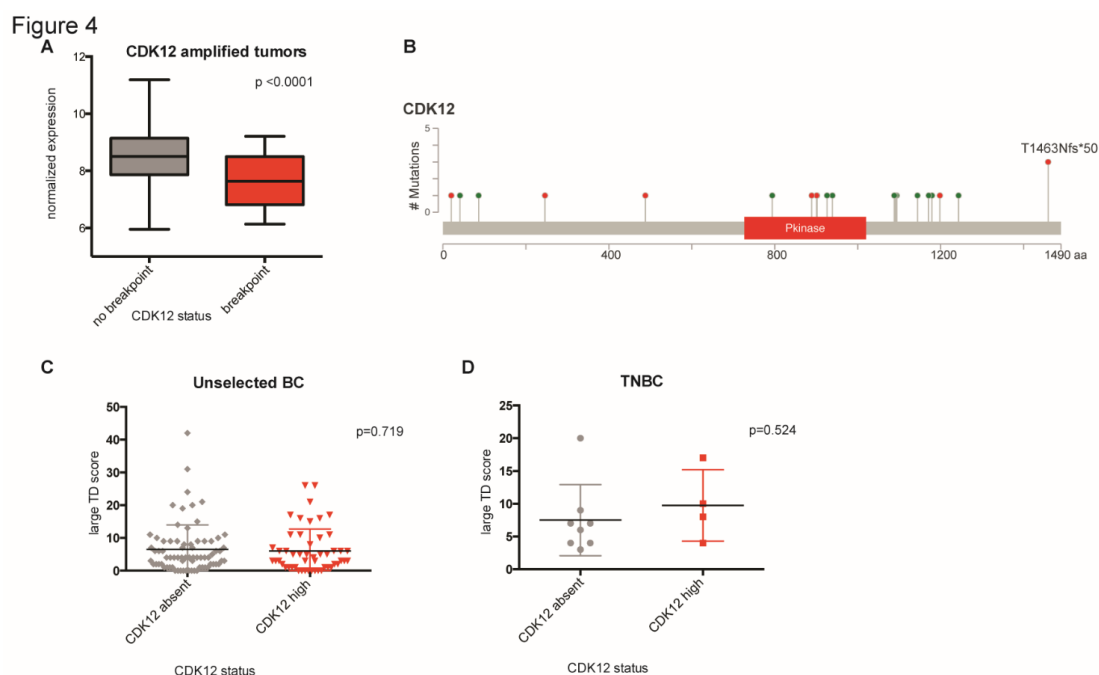 Figure 4
A
CDK12 amplified tumors
p <0.0001
12
10
8
6
normalized expression
no breakpoint
breakpoint
CDK12 status
B
CDK12
5
0
# Mutations
T1463Nfs*50
Pkinase
0
400
800
1200
1490 aa
C
Unselected BC
p=0.719
50
40
30
20
10
0
large TD score
CDK12 absent
CDK12 high
CDK12 status
D
TNBC
p=0.524
25
20
15
10
5
0
large TD score
CDK12 absent
CDK12 high
CDK12 status